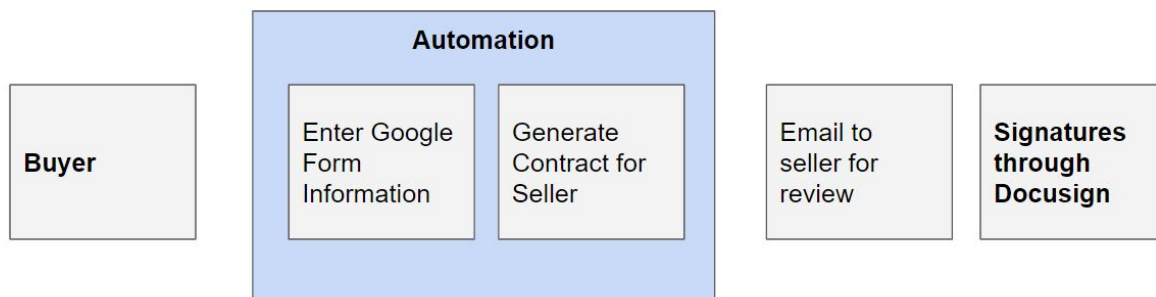 Automation
Buyer
Enter Google
Form
Information
Generate
Contract for
Seller
Email to
seller for
review
Signatures
through
Docusign